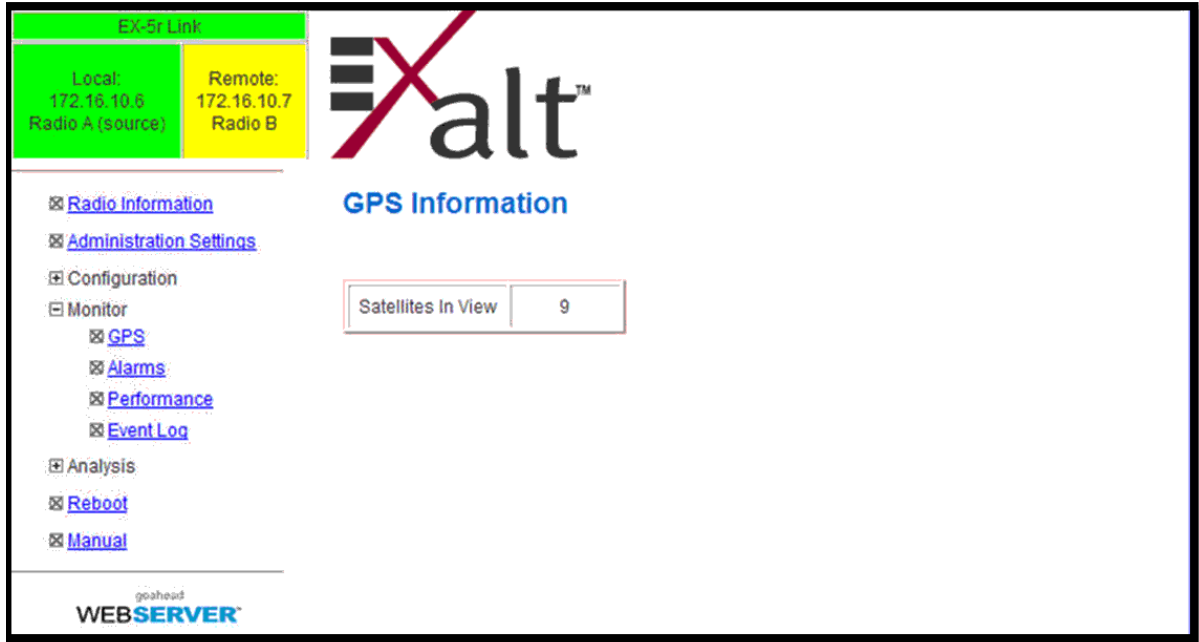 EX-5r Link
Local:
172.16.10.6
Radio A (source)
Remote:
172.16.10.7
Radio B
EXalt™
Radio Information
Administration Settings
Configuration
Monitor
GPS
Alarms
Performance
Event Log
Analysis
Reboot
Manual
goahead
WEBSERVER™
GPS Information
Satellites In View 9